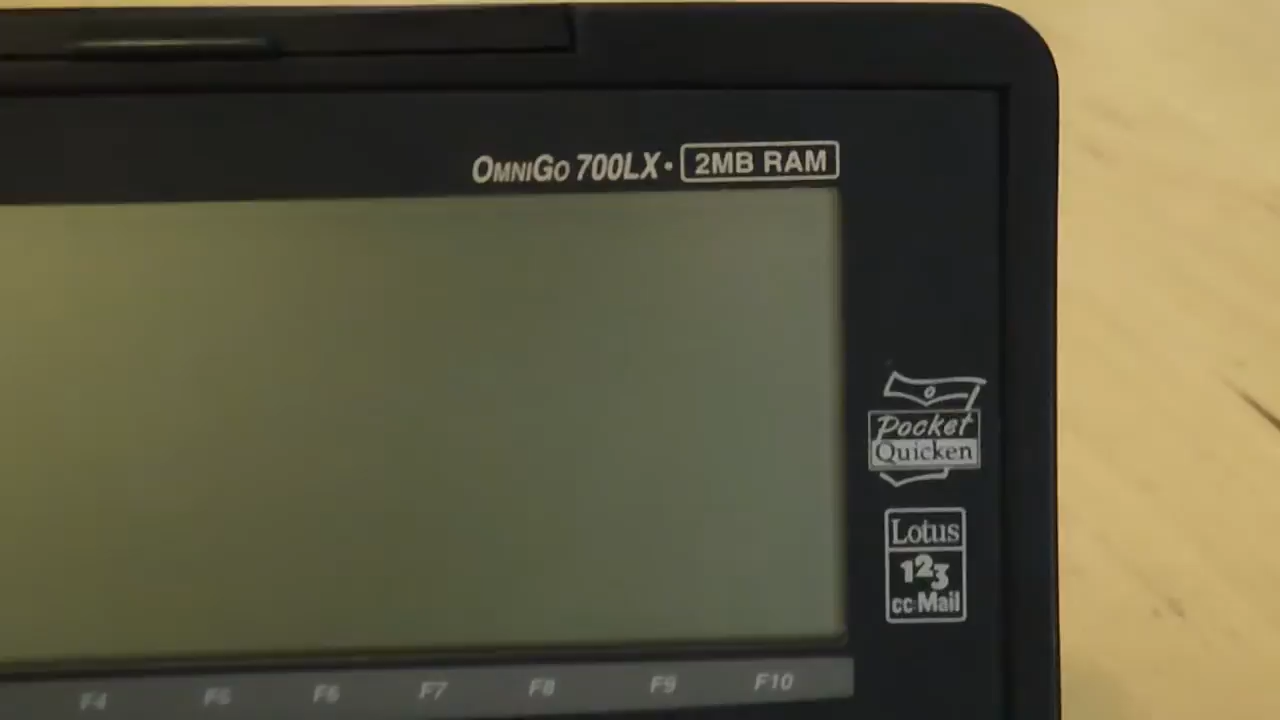 OMNIGO 700LX • 2MB RAM
Pocket
Quicken
Lotus
123
cc:Mail
F4 F5 F6 F7 F8 F9 F10